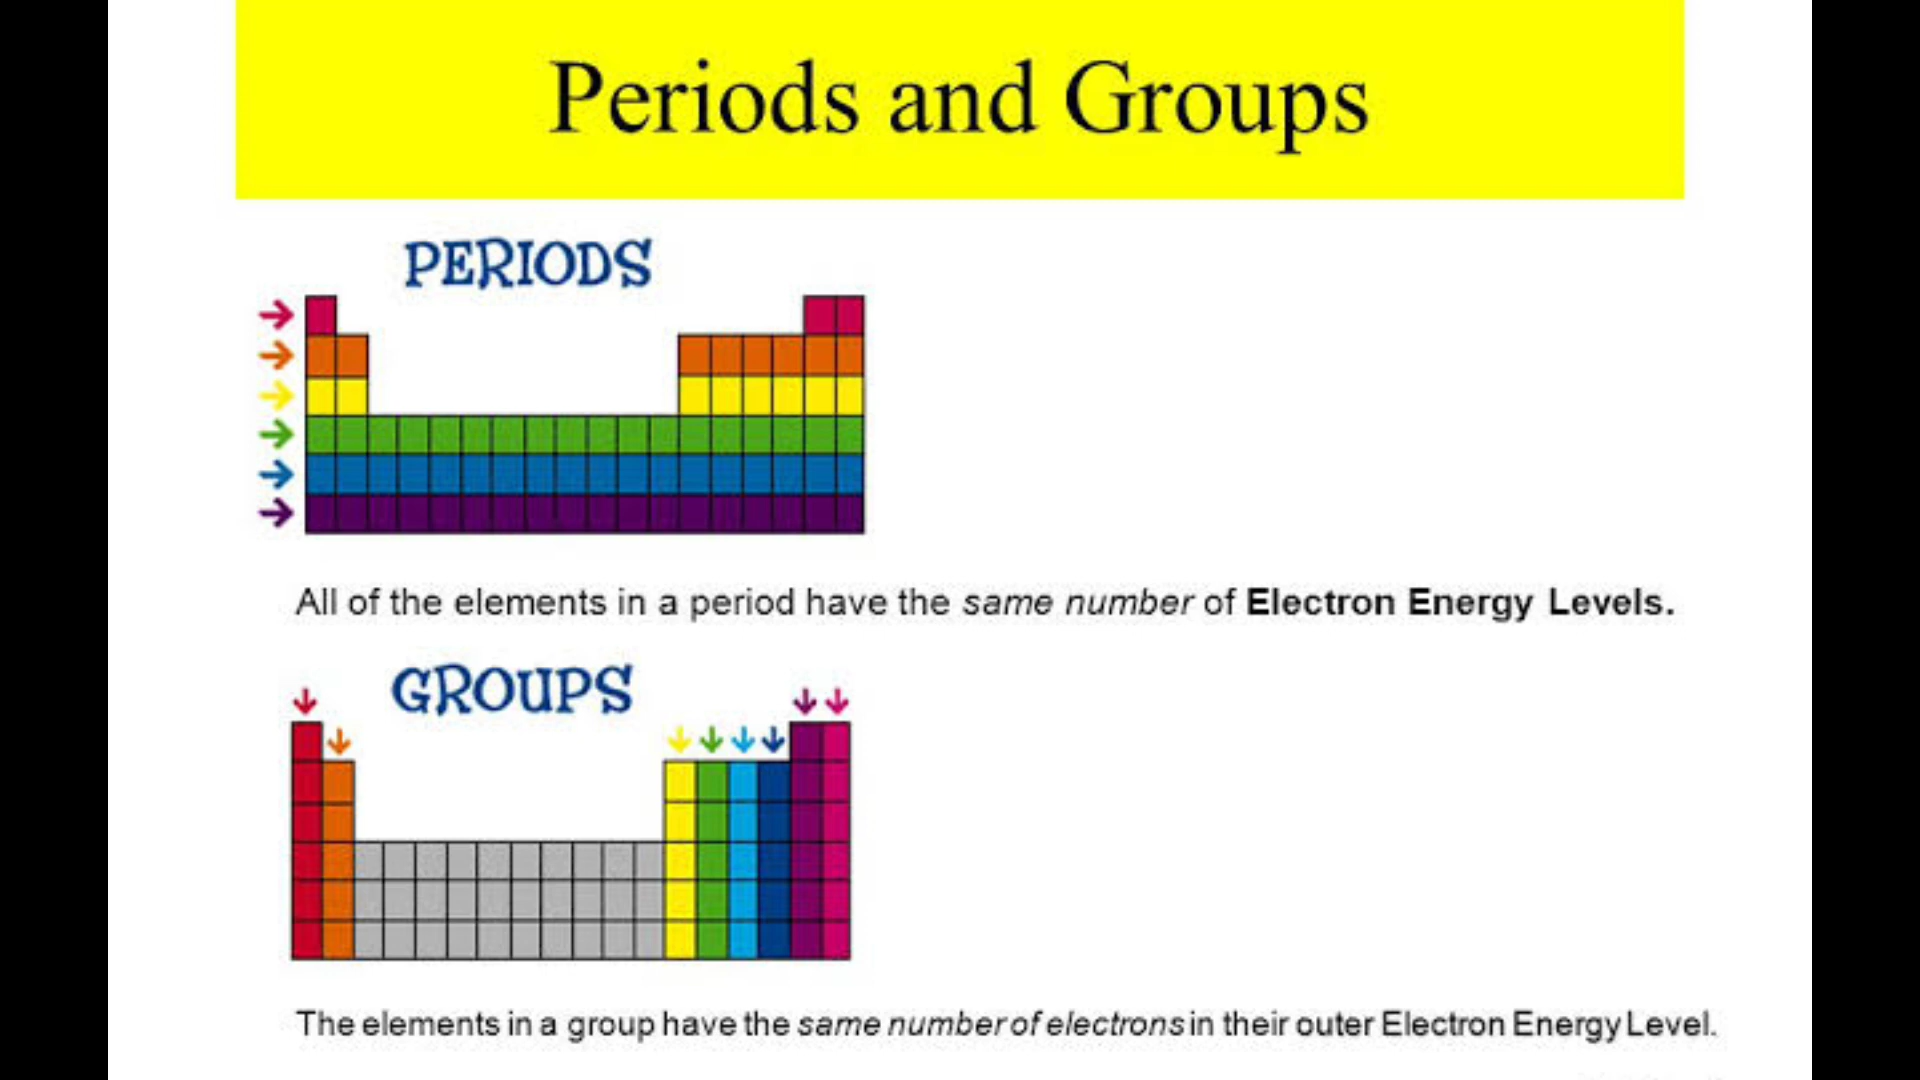 Periods and Groups
PERIODS
All of the elements in a period have the same number of Electron Energy Levels.
GROUPS
The elements in a group have the same number of electrons in their outer Electron Energy Level.